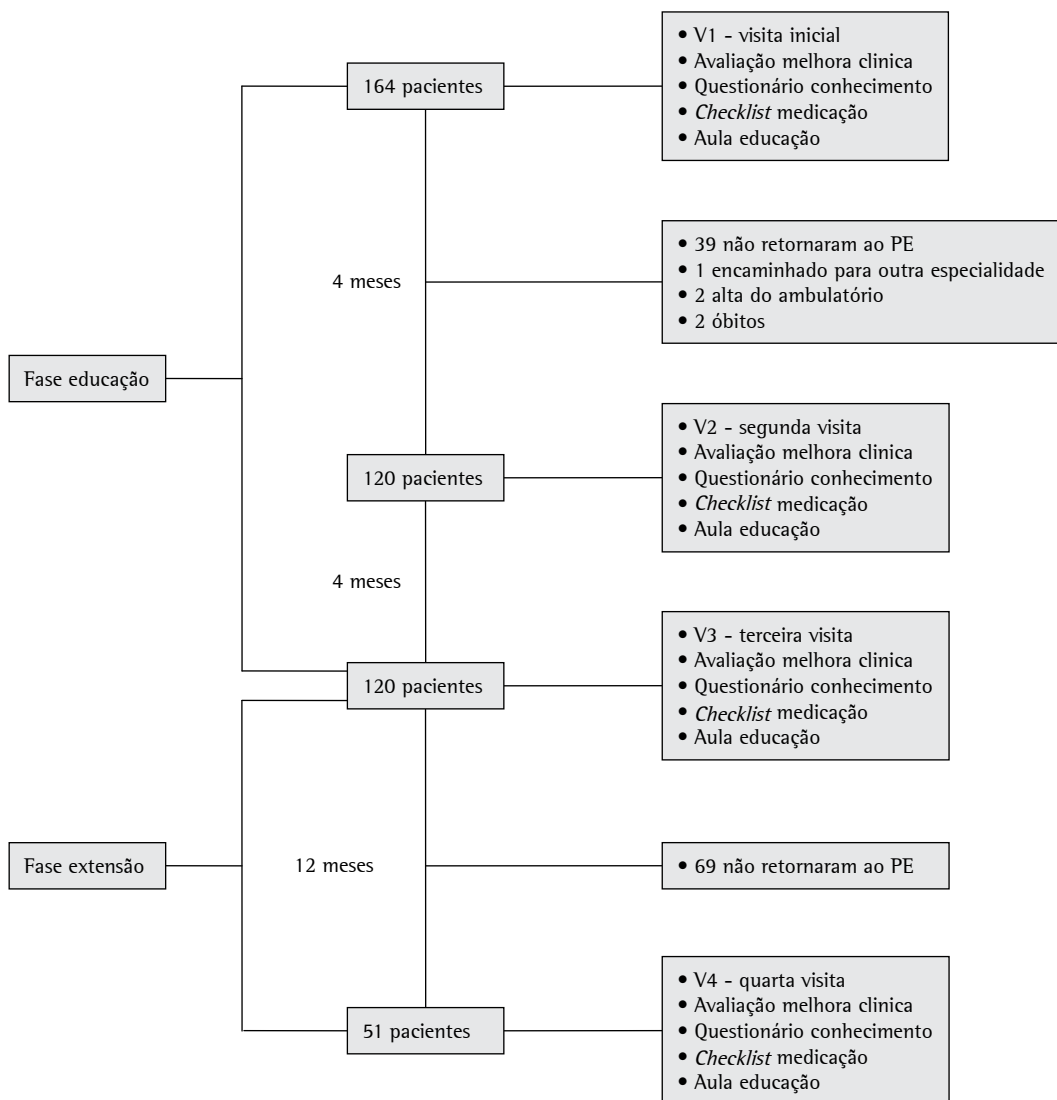 • V1 - visita inicial
• Avaliação melhora clinica
• Questionário conhecimento
• Checklist medicação
• Aula educação
164 pacientes
• 39 não retornaram ao PE
• 1 encaminhado para outra especialidade
• 2 alta do ambulatório
• 2 óbitos
4 meses
Fase educação
• V2 - segunda visita
• Avaliação melhora clinica
• Questionário conhecimento
• Checklist medicação
• Aula educação
120 pacientes
4 meses
• V3 - terceira visita
• Avaliação melhora clinica
• Questionário conhecimento
• Checklist medicação
• Aula educação
120 pacientes
Fase extensão
12 meses
• 69 não retornaram ao PE
• V4 - quarta visita
• Avaliação melhora clinica
• Questionário conhecimento
• Checklist medicação
• Aula educação
51 pacientes